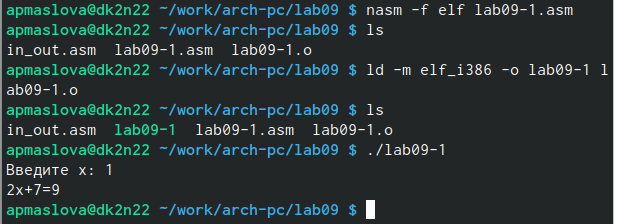 apmaslova@dk2n22 ~/work/arch-pc/lab09 $ nasm -f elf lab09-1.asm
apmaslova@dk2n22 ~/work/arch-pc/lab09 $ ls
in_out.asm  lab09-1.asm  lab09-1.o
apmaslova@dk2n22 ~/work/arch-pc/lab09 $ ld -m elf_i386 -o lab09-1 l
ab09-1.o
apmaslova@dk2n22 ~/work/arch-pc/lab09 $ ls
in_out.asm  lab09-1  lab09-1.asm  lab09-1.o
apmaslova@dk2n22 ~/work/arch-pc/lab09 $ ./lab09-1
Введите x: 1
2x+7=9
apmaslova@dk2n22 ~/work/arch-pc/lab09 $